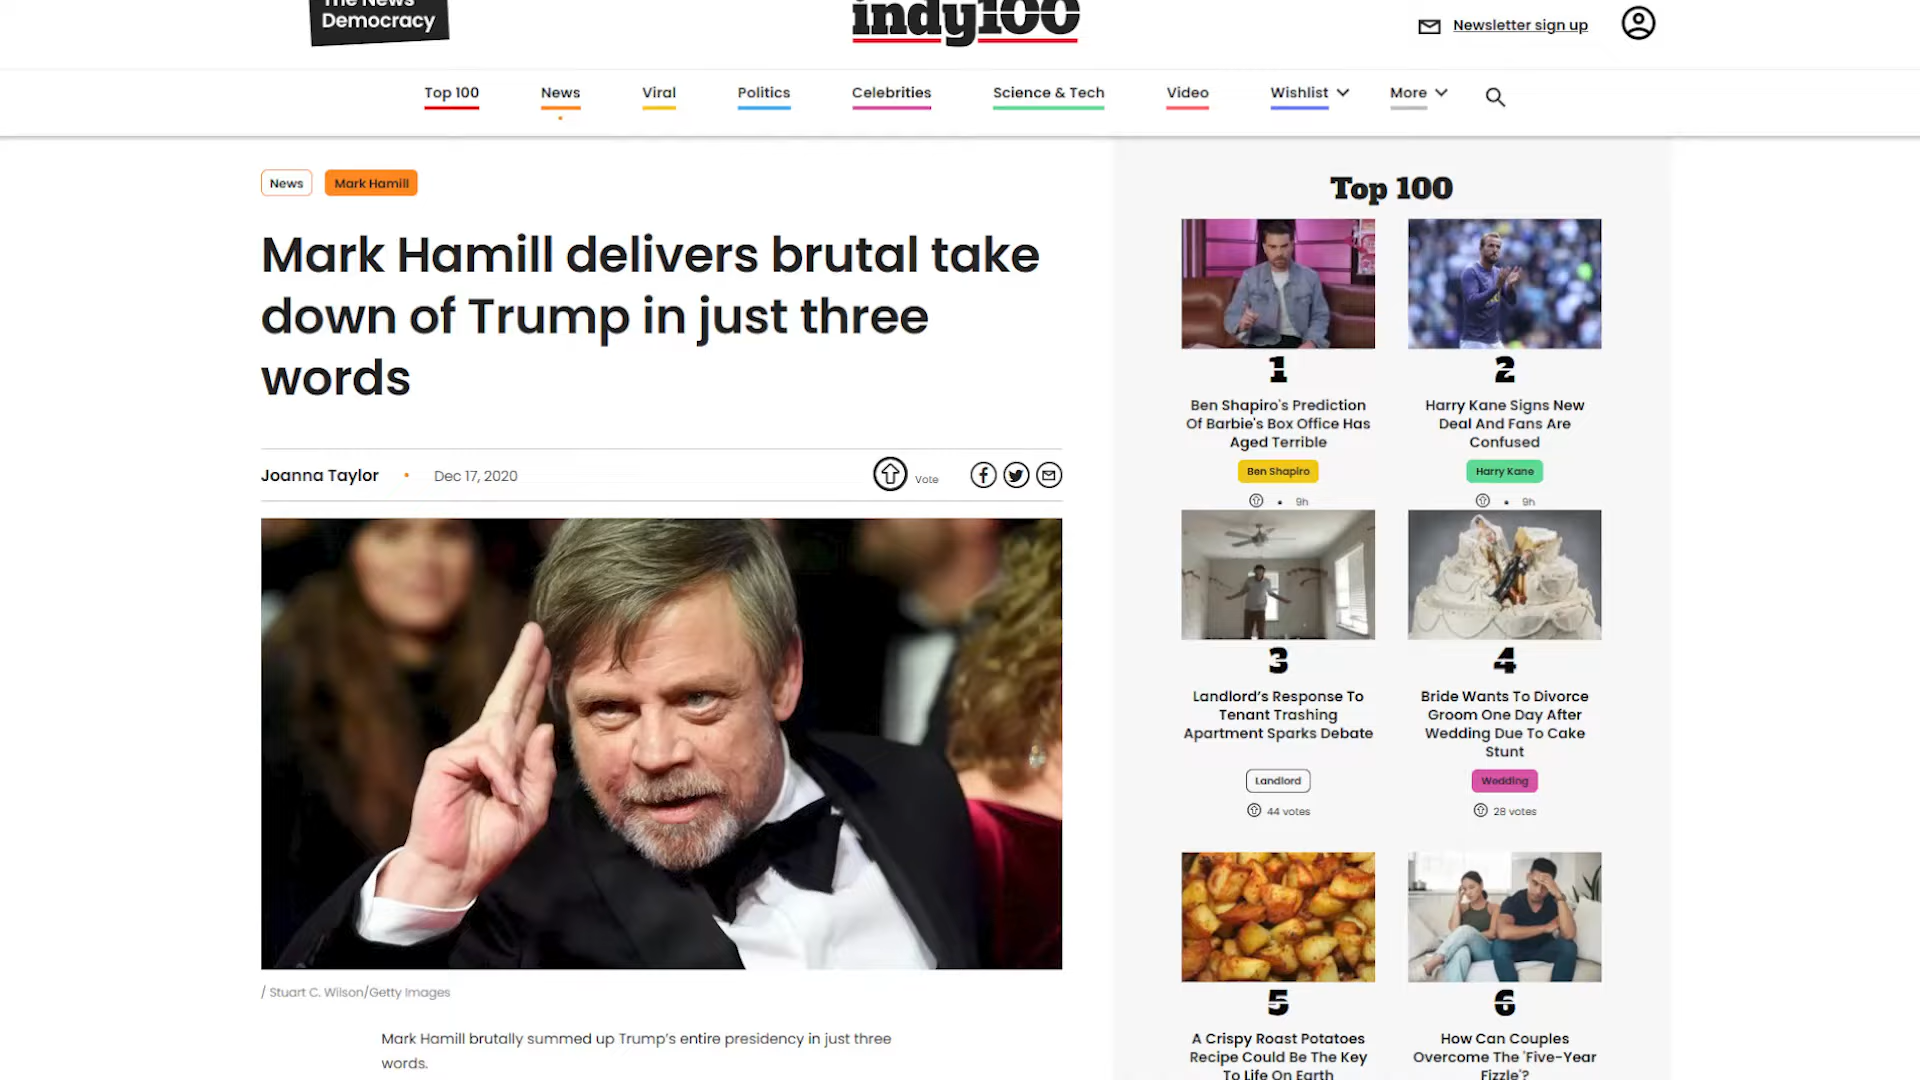 The News
Democracy
indy100
Newsletter sign up
Top 100
News
Viral
Politics
Celebrities
Science & Tech
Video
Wishlist
More
News
Mark Hamill
Mark Hamill delivers brutal take
down of Trump in just three
words
Joanna Taylor
Dec 17, 2020
Vote
/ Stuart C. Wilson/Getty Images
Mark Hamill brutally summed up Trump's entire presidency in just three
words.
Top 100
1
Ben Shapiro's Prediction
Of Barbie's Box Office Has
Aged Terrible
Ben Shapiro
9h
2
Harry Kane Signs New
Deal And Fans Are
Confused
Harry Kane
9h
3
Landlord's Response To
Tenant Trashing
Apartment Sparks Debate
Landlord
44 votes
4
Bride Wants To Divorce
Groom One Day After
Wedding Due To Cake
Stunt
Wedding
28 votes
5
A Crispy Roast Potatoes
Recipe Could Be The Key
To Life On Earth
6
How Can Couples
Overcome The 'Five-Year
Fizzle'?